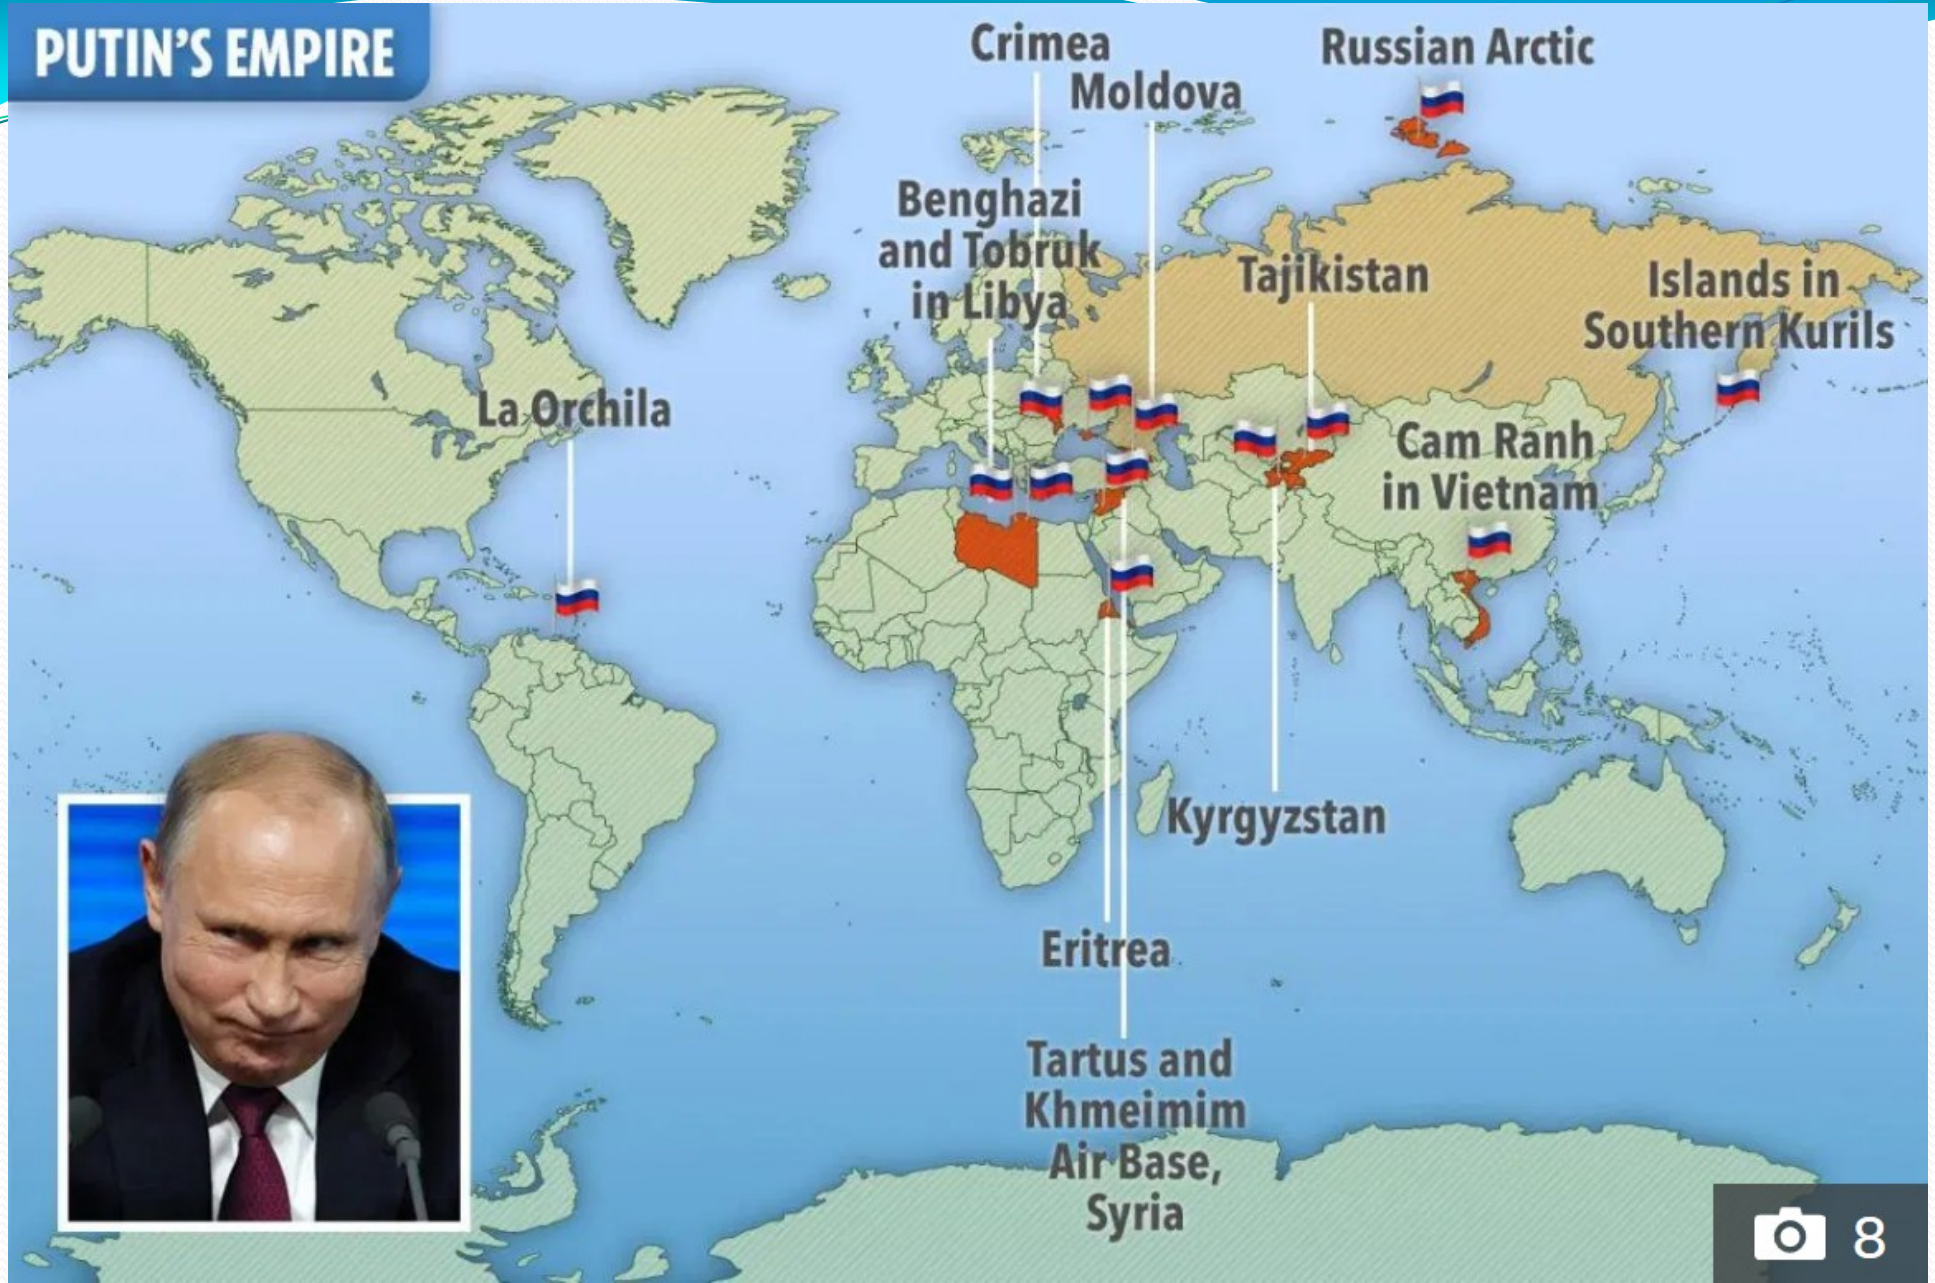 PUTIN'S EMPIRE
Crimea
Moldova
Russian Arctic
Benghazi
and Tobruk
in Libya
Tajikistan
Islands in
Southern Kurils
La Orchila
Cam Ranh
in Vietnam
Kyrgyzstan
Eritrea
Tartus and
Khmeimim
Air Base,
Syria
8